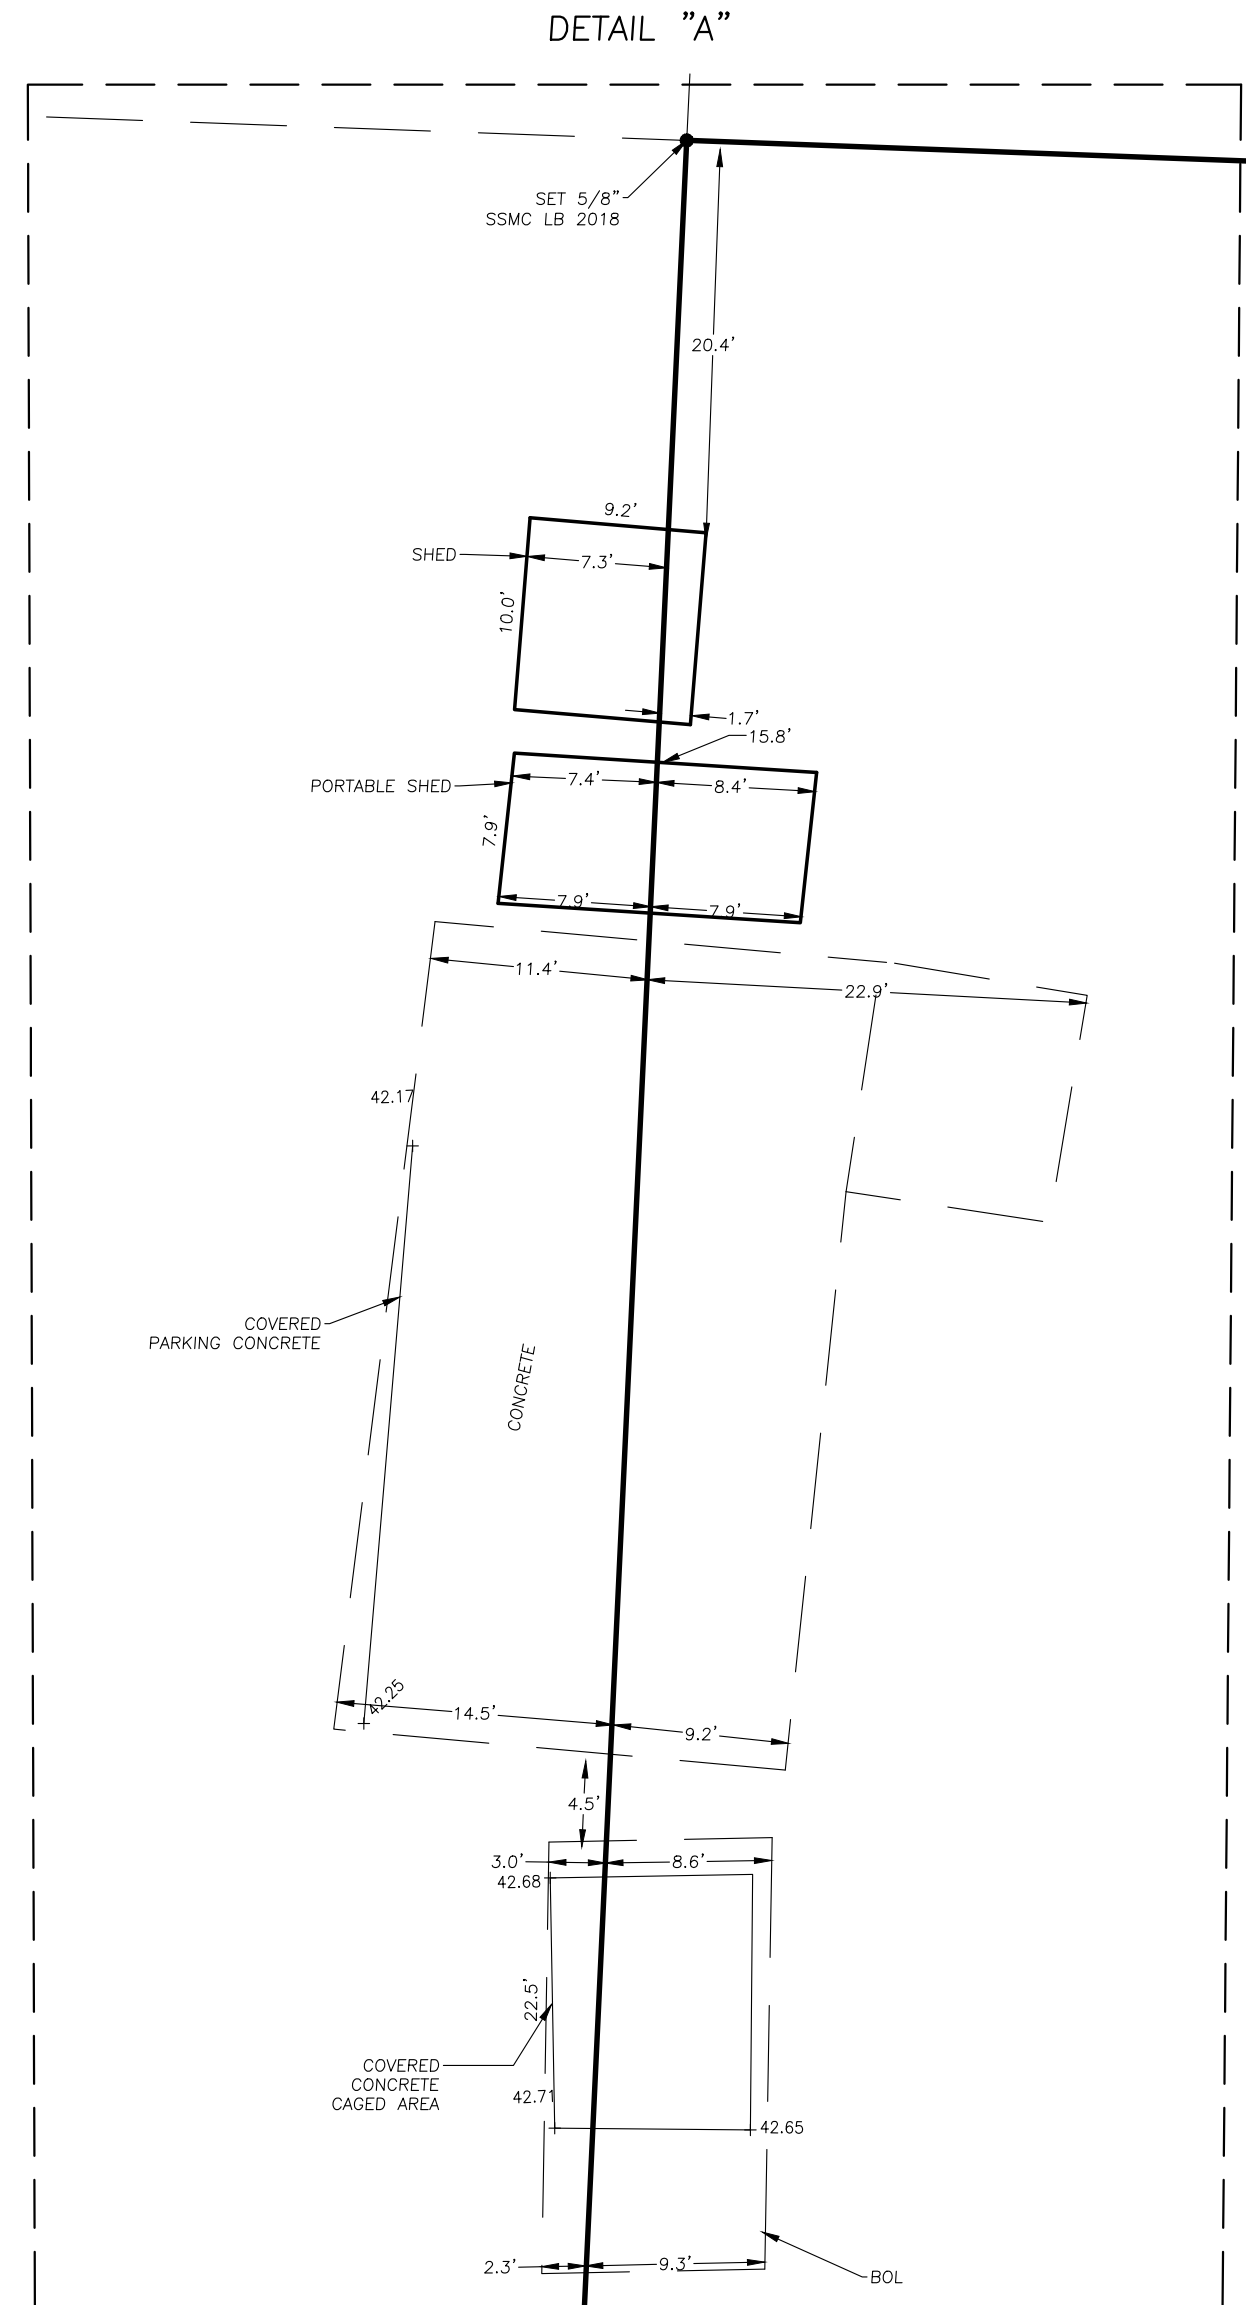 DETAIL "A"
SET 5/8"
SSMC LB 2018
20.4'
9.2'
SHED
7.3'
10.0'
1.7'
15.8'
PORTABLE SHED
7.4'
8.4'
7.9'
7.9'
7.9'
11.4'
22.9'
42.17
COVERED
PARKING CONCRETE
CONCRETE
42.25
14.5'
9.2'
4.5'
3.0'
8.6'
42.68
22.5'
COVERED
CONCRETE
CAGED AREA
42.71
42.65
2.3'
9.3'
BOL